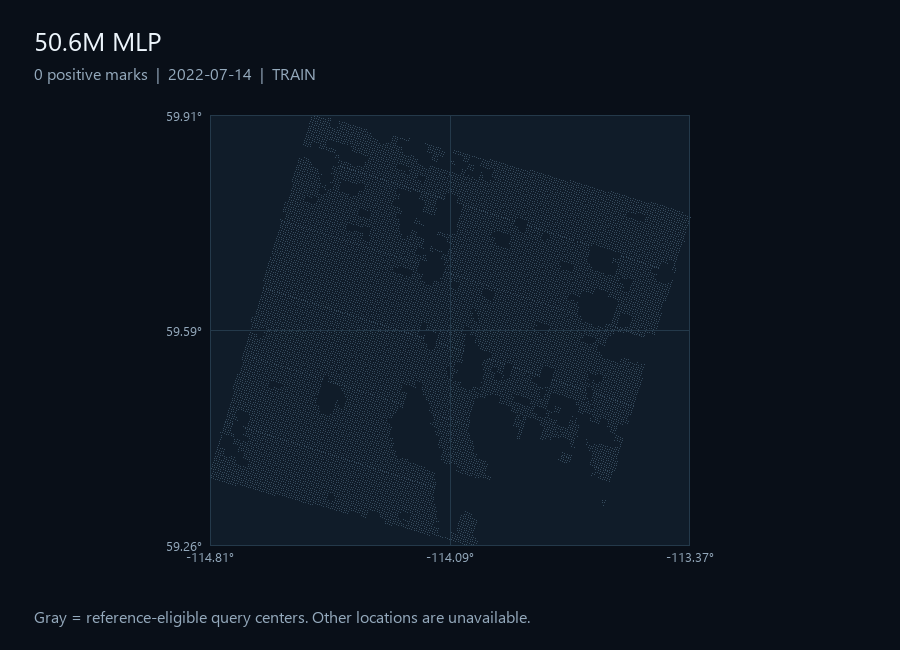 50.6M MLP
0 positive marks | 2022-07-14 | TRAIN
59.91°
59.59°
59.26°
-114.81°
-114.09°
-113.37°
Gray = reference-eligible query centers. Other locations are unavailable.